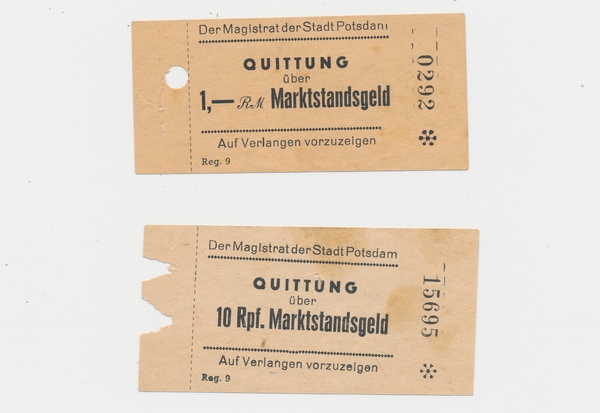 Der Magistrat der Stadt Potsdam
QUITTUNG
über
1,— RM Marktstandsgeld
Auf Verlangen vorzuzeigen
Reg. 9
0292
Der Magistrat der Stadt Potsdam
QUITTUNG
über
10 Rpf. Marktstandsgeld
Auf Verlangen vorzuzeigen
Reg. 9
15695